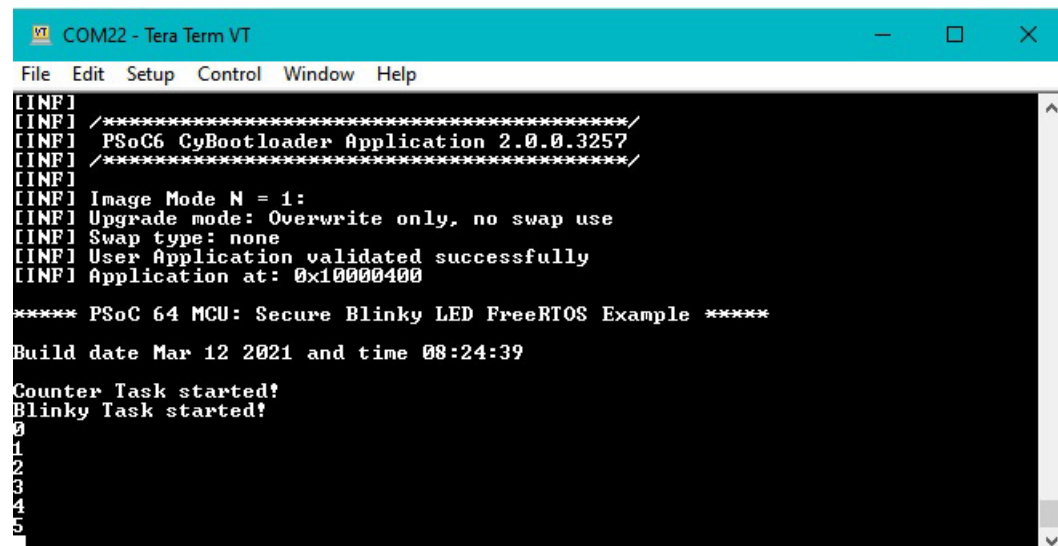 COM22 - Tera Term VT
File Edit Setup Control Window Help
[INF]
[INF] /******************************************/
[INF]  PSoC6 CyBootloader Application 2.0.0.3257
[INF] /******************************************/
[INF]
[INF] Image Mode N = 1:
[INF] Upgrade mode: Overwrite only, no swap use
[INF] Swap type: none
[INF] User Application validated successfully
[INF] Application at: 0x10000400
***** PSoC 64 MCU: Secure Blinky LED FreeRTOS Example *****
Build date Mar 12 2021 and time 08:24:39
Counter Task started!
Blinky Task started!
0
1
2
3
4
5